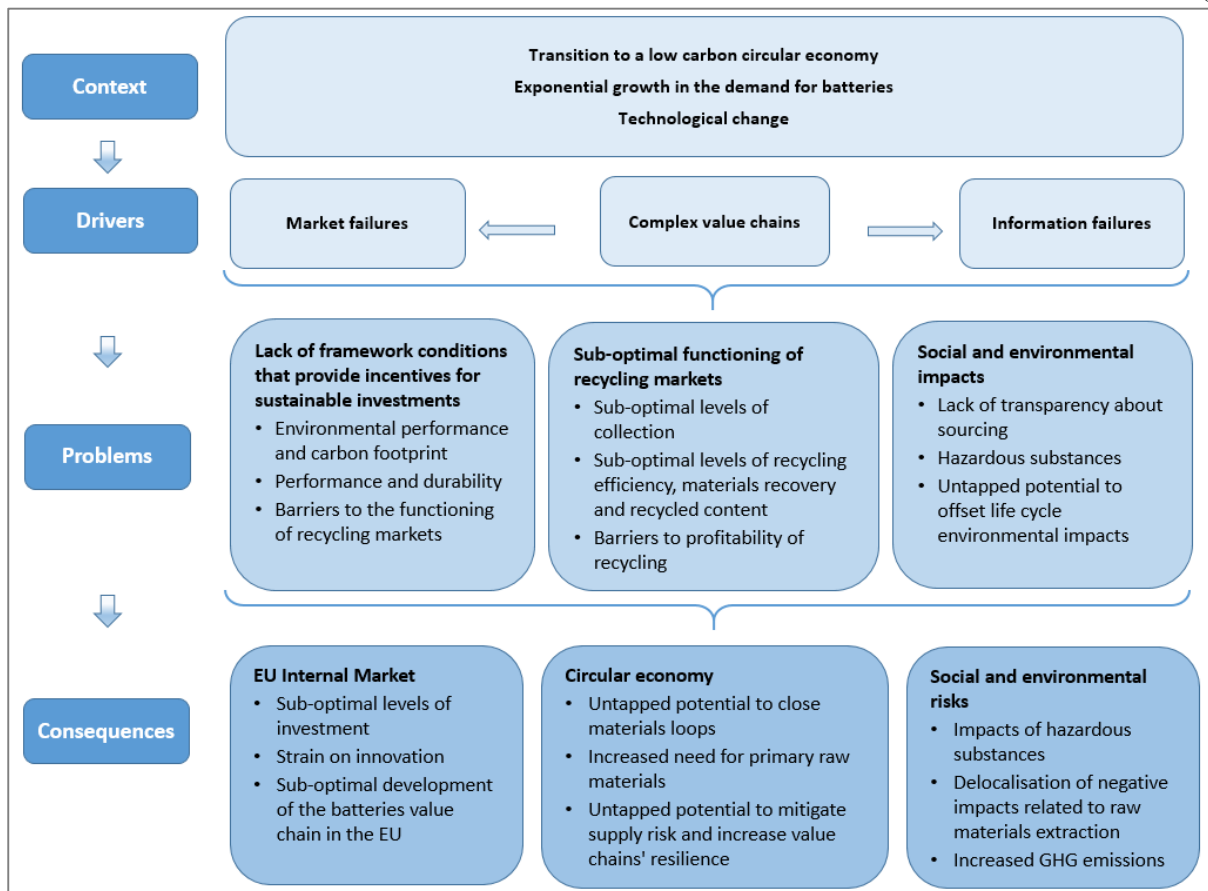 Context
Transition to a low carbon circular economy
Exponential growth in the demand for batteries
Technological change
Drivers
Market failures
Complex value chains
Information failures
Problems
Lack of framework conditions
that provide incentives for
sustainable investments
• Environmental performance
and carbon footprint
• Performance and durability
• Barriers to the functioning
of recycling markets
Sub-optimal functioning of
recycling markets
• Sub-optimal levels of
collection
• Sub-optimal levels of recycling
efficiency, materials recovery
and recycled content
• Barriers to profitability of
recycling
Social and environmental
impacts
• Lack of transparency about
sourcing
• Hazardous substances
• Untapped potential to
offset life cycle
environmental impacts
Consequences
EU Internal Market
• Sub-optimal levels of
investment
• Strain on innovation
• Sub-optimal development
of the batteries value
chain in the EU
Circular economy
• Untapped potential to close
materials loops
• Increased need for primary raw
materials
• Untapped potential to mitigate
supply risk and increase value
chains' resilience
Social and environmental
risks
• Impacts of hazardous
substances
• Delocalisation of negative
impacts related to raw
materials extraction
• Increased GHG emissions